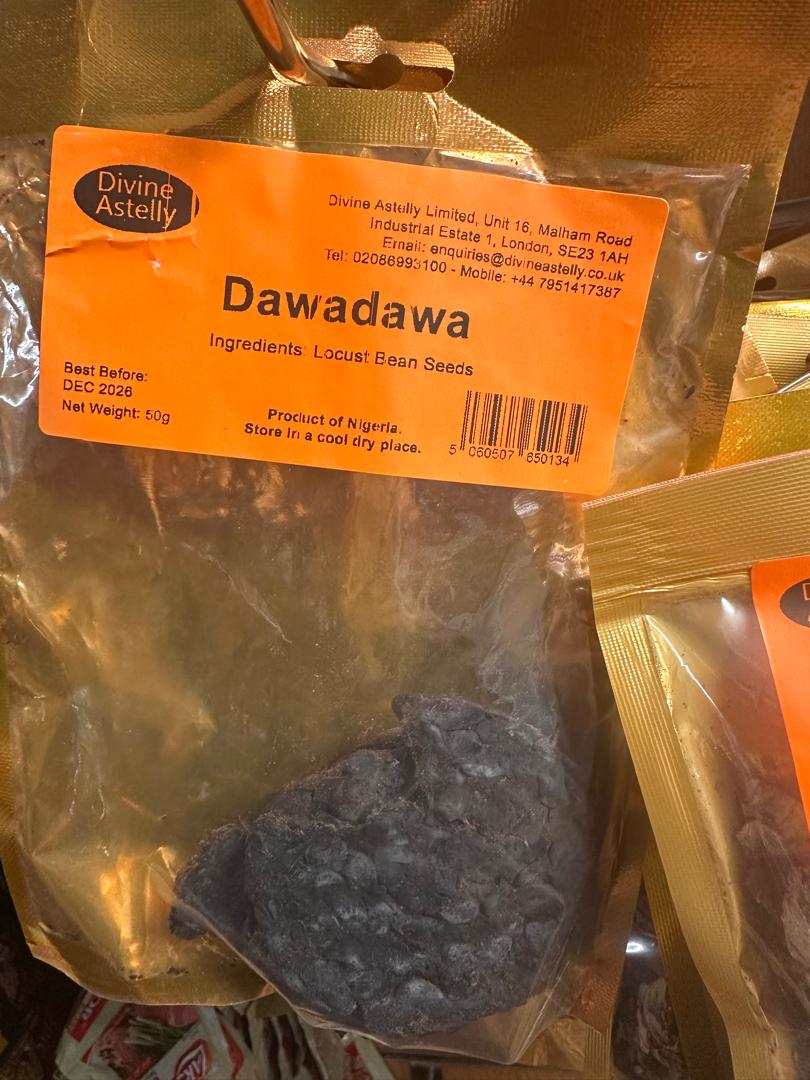 Divine
Astelly
Divine Astelly Limited, Unit 16, Malham Road
Industrial Estate 1, London, SE23 1AH
Email: enquiries@divineastelly.co.uk
Tel: 02086993100 - Mobile: +44 7951417387
Dawadawa
Ingredients: Locust Bean Seeds
Best Before:
DEC 2026
Net Weight: 50g
Product of Nigeria.
Store in a cool dry place.
5 060507 650134